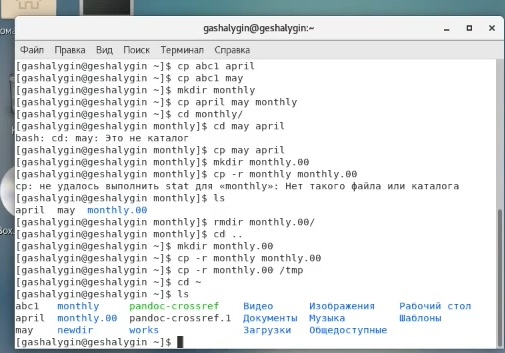 gashalygin@geshalygin:~
Файл Правка Вид Поиск Терминал Справка
[gashalygin@geshalygin ~]$ cp abc1 april
[gashalygin@geshalygin ~]$ cp abc1 may
[gashalygin@geshalygin ~]$ mkdir monthly
[gashalygin@geshalygin ~]$ cp april may monthly
[gashalygin@geshalygin ~]$ cd monthly/
[gashalygin@geshalygin monthly]$ cd may april
bash: cd: may: Это не каталог
[gashalygin@geshalygin monthly]$ cp may april
[gashalygin@geshalygin monthly]$ mkdir monthly.00
[gashalygin@geshalygin monthly]$ cp -r monthly monthly.00
cp: не удалось выполнить stat для «monthly»: Нет такого файла или каталога
[gashalygin@geshalygin monthly]$ ls
april may monthly.00
[gashalygin@geshalygin monthly]$ rmdir monthly.00/
[gashalygin@geshalygin monthly]$ cd ..
[gashalygin@geshalygin ~]$ mkdir monthly.00
[gashalygin@geshalygin ~]$ cp -r monthly monthly.00
[gashalygin@geshalygin ~]$ cp -r monthly.00 /tmp
[gashalygin@geshalygin ~]$ cd ~
[gashalygin@geshalygin ~]$ ls
abc1 monthly pandoc-crossref Видео Изображения Рабочий стол
april monthly.00 pandoc-crossref.1 Документы Музыка Шаблоны
may newdir works Загрузки Общедоступные
[gashalygin@geshalygin ~]$